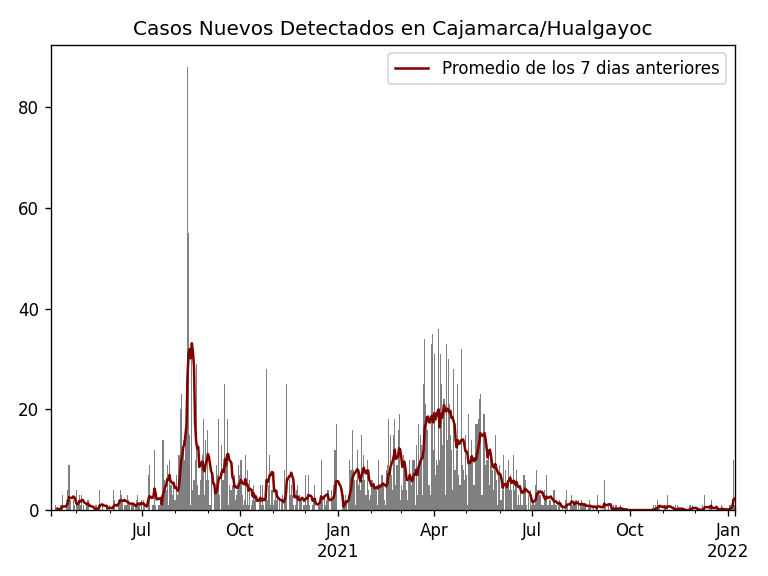 Casos Nuevos Detectados en Cajamarca/Hualgayoc
Promedio de los 7 dias anteriores
80
60
40
20
0
Jul Oct Jan Apr Jul Oct Jan
2021 2022